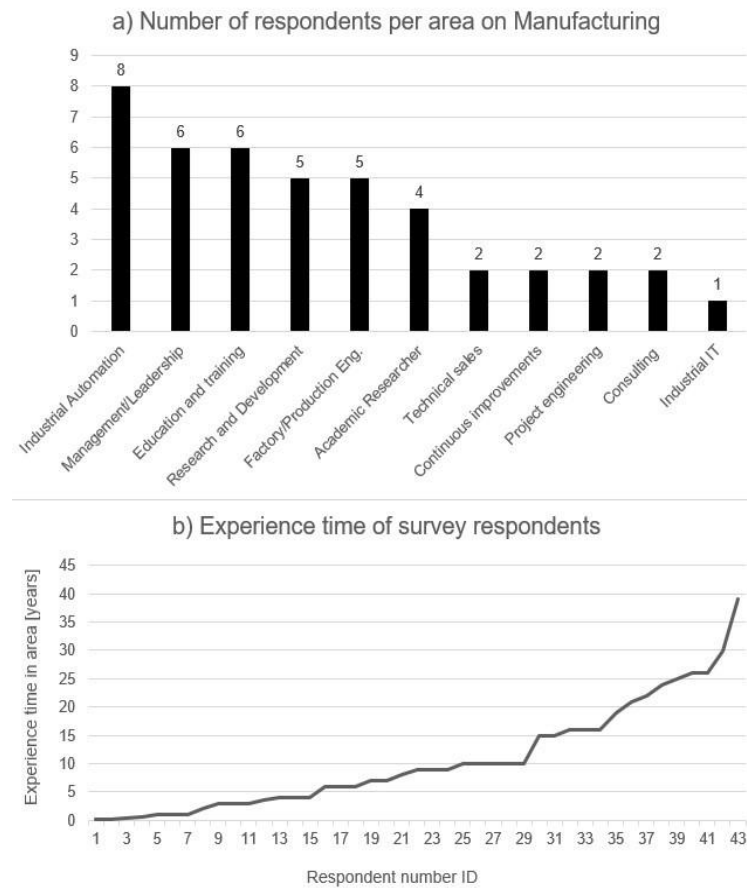 a) Number of respondents per area on Manufacturing
9
8
7
6
5
4
3
2
1
0
8
6
6
5
5
4
2
2
2
2
1
Industrial Automation
Management/Leadership
Education and training
Research and Development
Factory/Production Eng.
Academic Researcher
Technical sales
Continuous improvements
Project engineering
Consulting
Industrial IT
b) Experience time of survey respondents
Experience time in area [years]
45
40
35
30
25
20
15
10
5
0
1 3 5 7 9 11 13 15 17 19 21 23 25 27 29 31 33 35 37 39 41 43
Respondent number ID